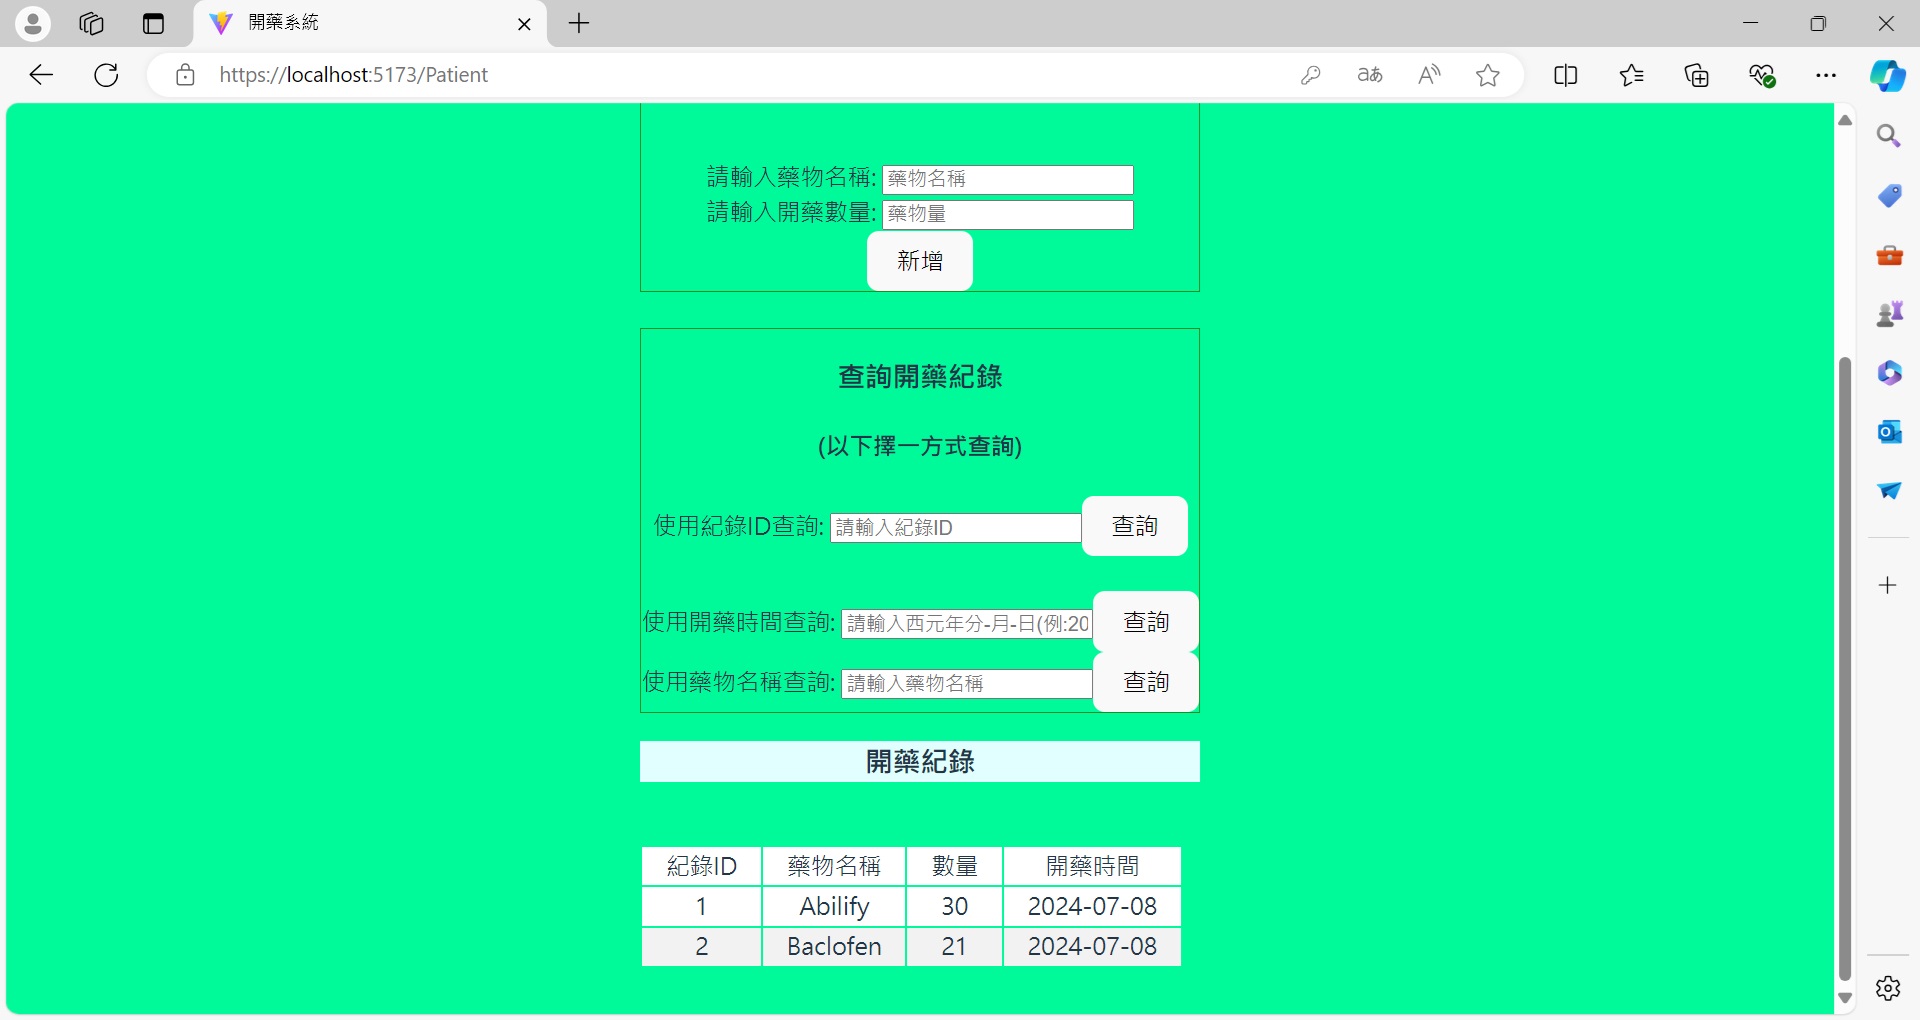 開藥系統
https://localhost:5173/Patient
請輸入藥物名稱: 藥物名稱
請輸入開藥數量: 藥物量
新增
查詢開藥紀錄
(以下擇一方式查詢)
使用紀錄ID查詢: 請輸入紀錄ID 查詢
使用開藥時間查詢: 請輸入西元年分-月-日(例:20 查詢
使用藥物名稱查詢: 請輸入藥物名稱 查詢
開藥紀錄
紀錄ID 藥物名稱 數量 開藥時間
1 Abilify 30 2024-07-08
2 Baclofen 21 2024-07-08